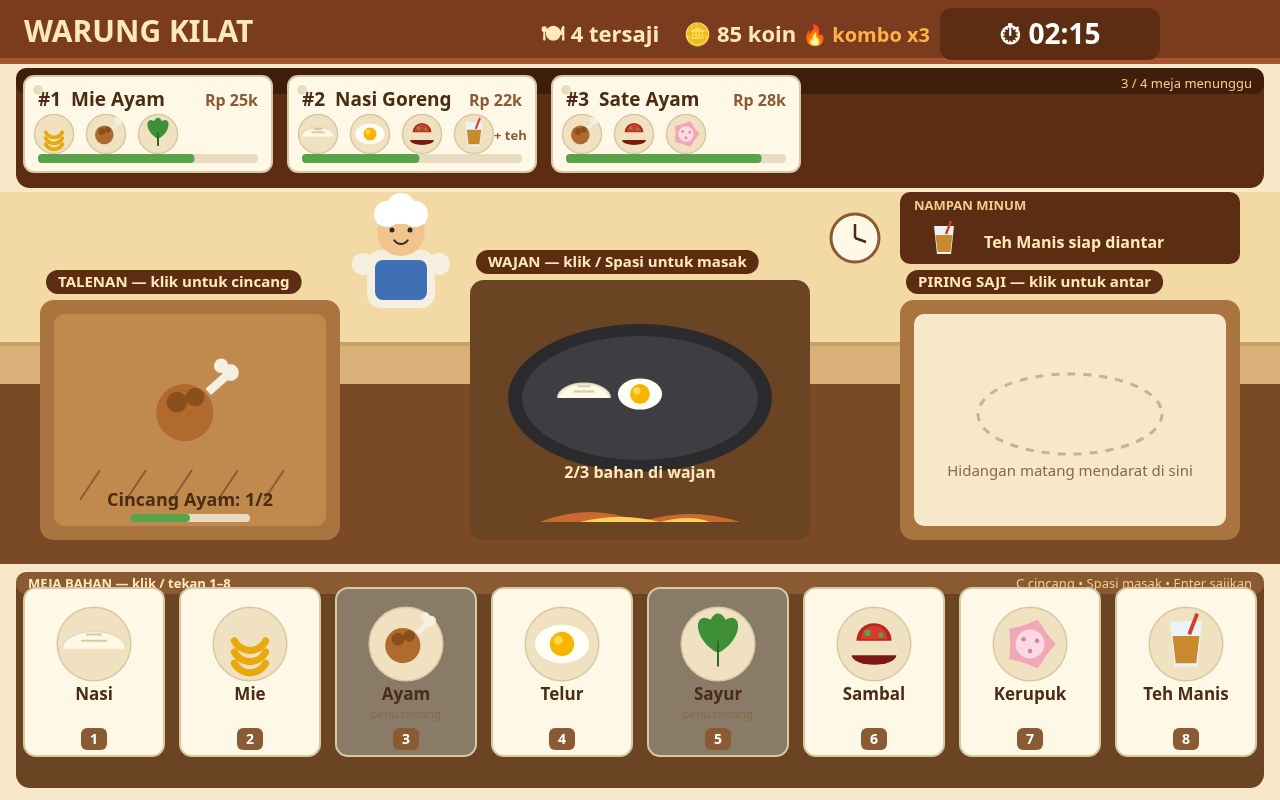 WARUNG KILAT
🍽 4 tersaji
🪙 85 koin
🔥 kombo x3
⏱ 02:15
3 / 4 meja menunggu
#1 Mie Ayam Rp 25k
#2 Nasi Goreng Rp 22k
+ teh
#3 Sate Ayam Rp 28k
NAMPAN MINUM
Teh Manis siap diantar
TALENAN — klik untuk cincang
WAJAN — klik / Spasi untuk masak
PIRING SAJI — klik untuk antar
Cincang Ayam: 1/2
2/3 bahan di wajan
Hidangan matang mendarat di sini
MEJA BAHAN — klik / tekan 1–8
C cincang • Spasi masak • Enter sajikan
Nasi
1
Mie
2
Ayam
perlu cincang
3
Telur
4
Sayur
perlu cincang
5
Sambal
6
Kerupuk
7
Teh Manis
8